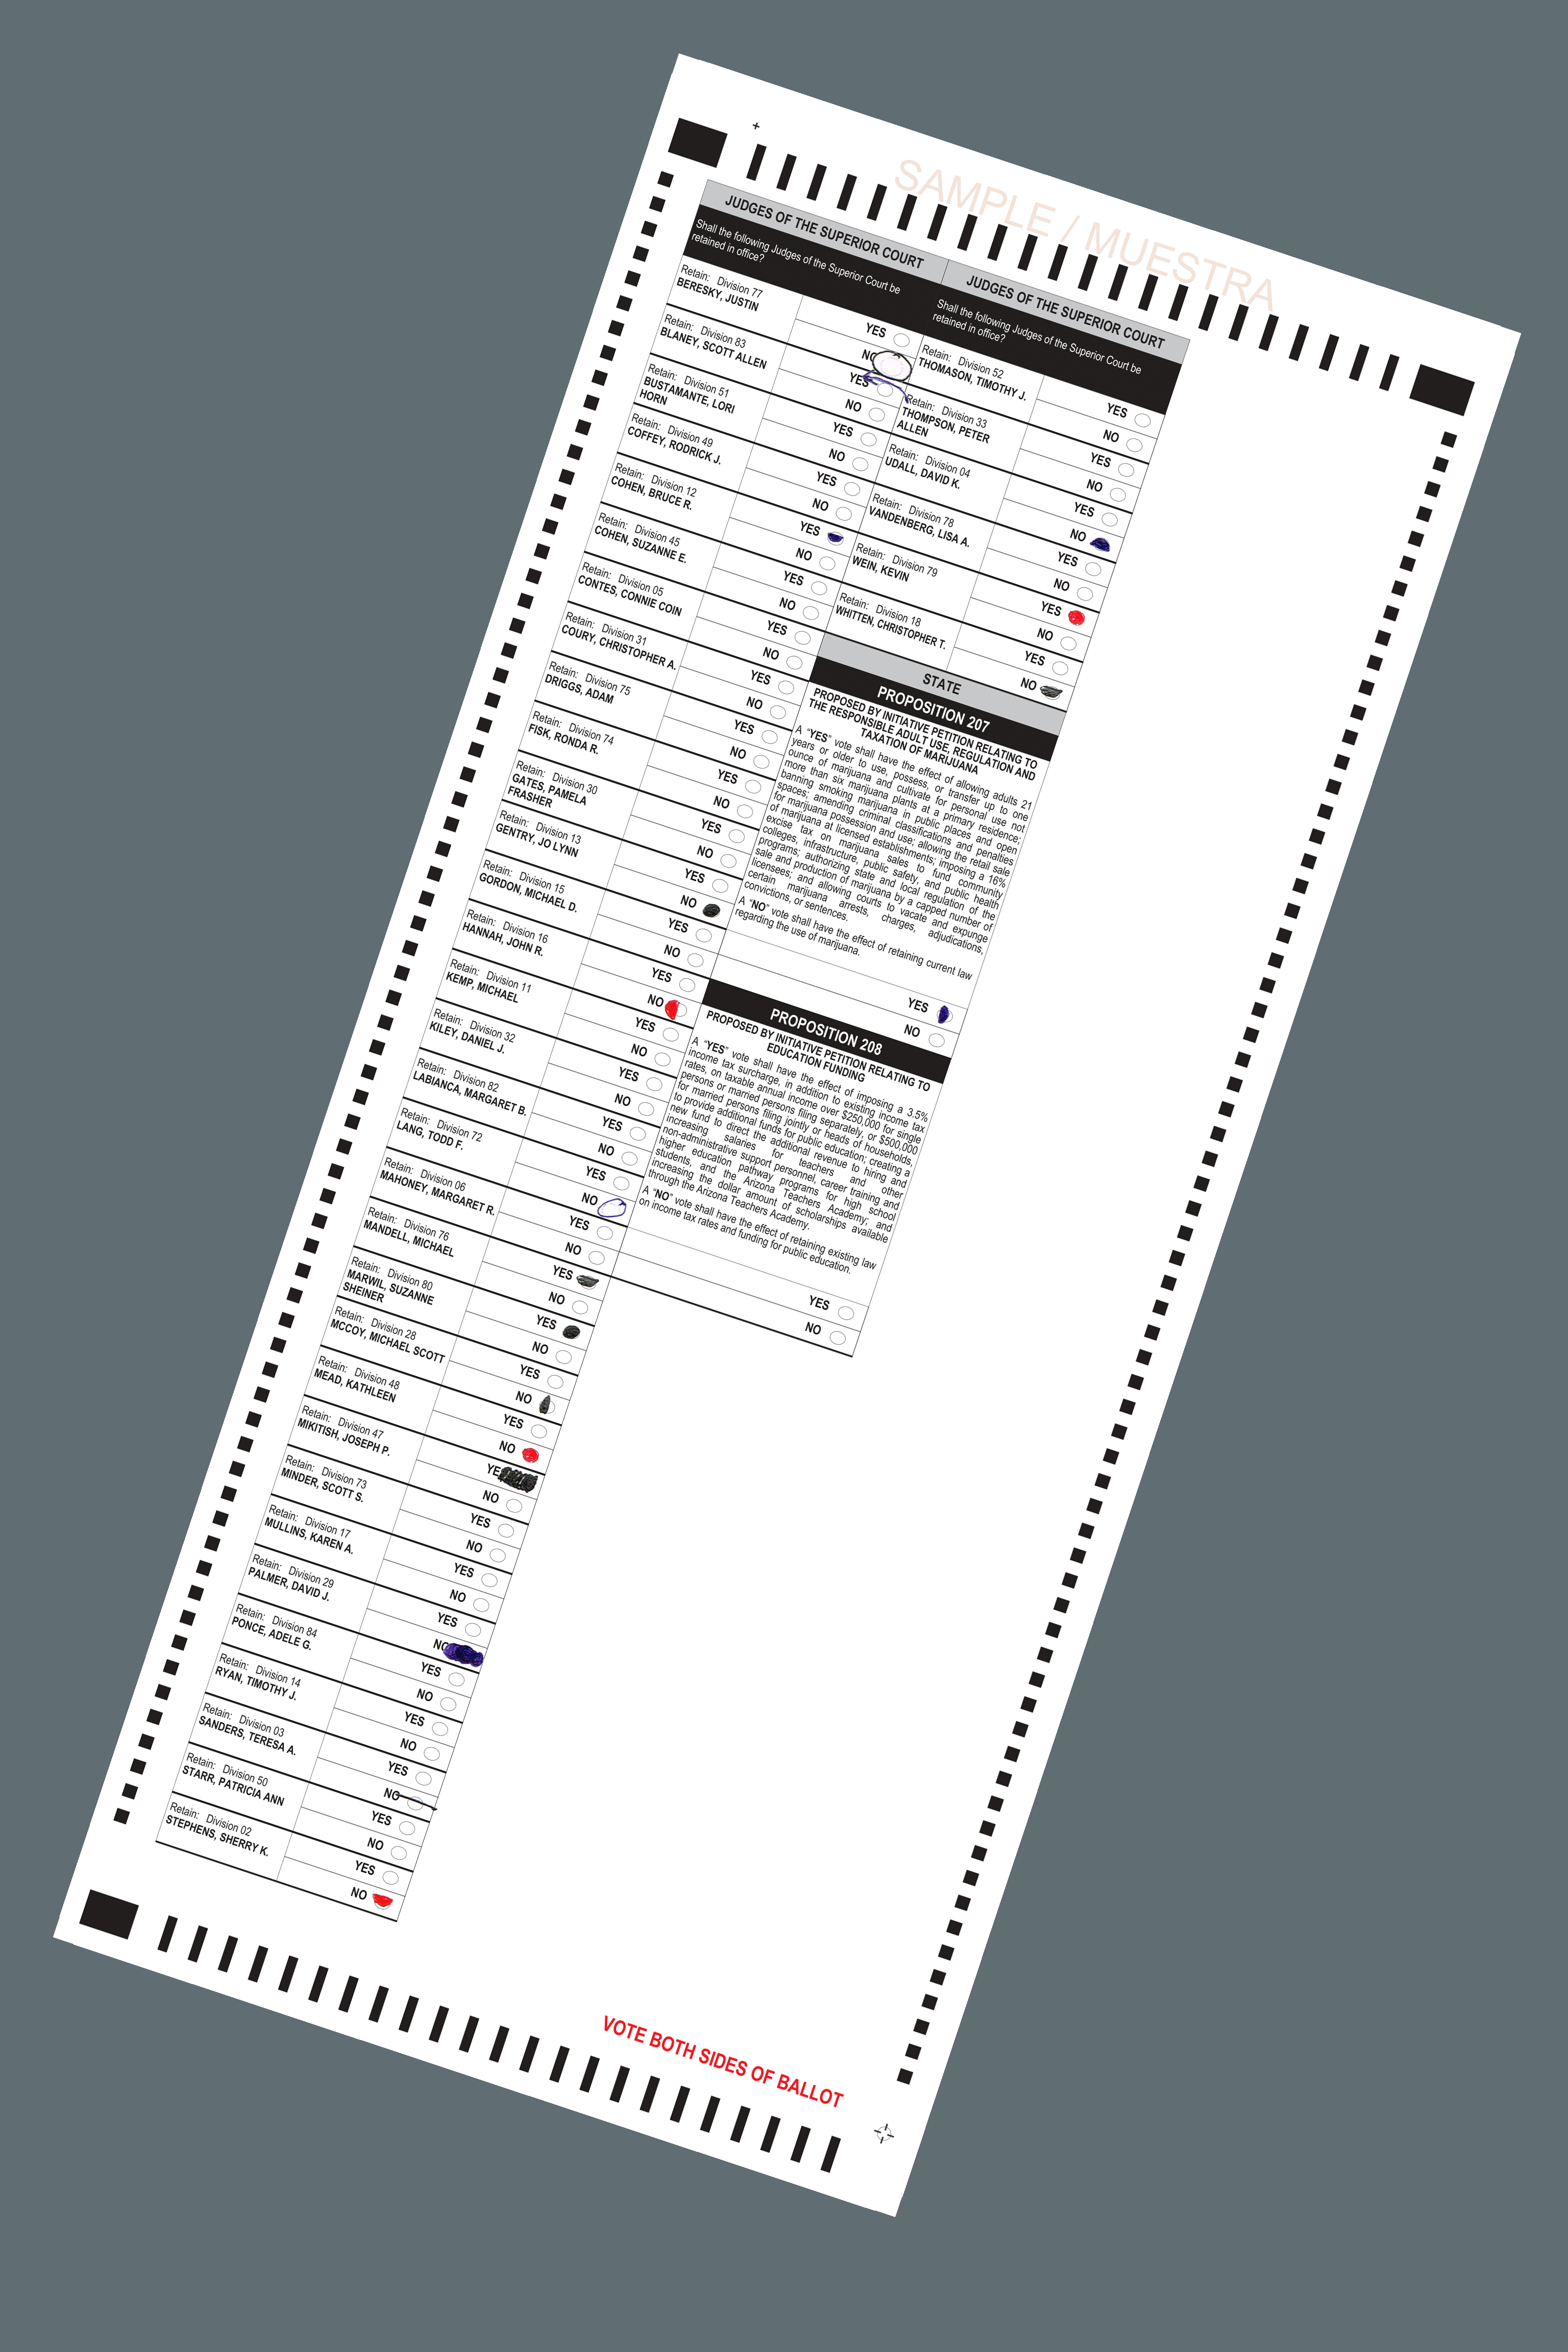 SAMPLE / MUESTRA
JUDGES OF THE SUPERIOR COURT
Shall the following Judges of the Superior Court be
retained in office?
Retain: Division 77
BERESKY, JUSTIN
YES
NO
Retain: Division 83
BLANEY, SCOTT ALLEN
YES
NO
Retain: Division 51
BUSTAMANTE, LORI
HORN
YES
NO
Retain: Division 49
COFFEY, RODRICK J.
YES
NO
Retain: Division 12
COHEN, BRUCE R.
YES
NO
Retain: Division 45
COHEN, SUZANNE E.
YES
NO
Retain: Division 05
CONTES, CONNIE COIN
YES
NO
Retain: Division 31
COURY, CHRISTOPHER A.
YES
NO
Retain: Division 75
DRIGGS, ADAM
YES
NO
Retain: Division 74
FISK, RONDA R.
YES
NO
Retain: Division 30
GATES, PAMELA
FRASHER
YES
NO
Retain: Division 13
GENTRY, JO LYNN
YES
NO
Retain: Division 15
GORDON, MICHAEL D.
YES
NO
Retain: Division 16
HANNAH, JOHN R.
YES
NO
Retain: Division 11
KEMP, MICHAEL
YES
NO
Retain: Division 32
KILEY, DANIEL J.
YES
NO
Retain: Division 82
LABIANCA, MARGARET B.
YES
NO
Retain: Division 72
LANG, TODD F.
YES
NO
Retain: Division 06
MAHONEY, MARGARET R.
YES
NO
Retain: Division 76
MANDELL, MICHAEL
YES
NO
Retain: Division 80
MARWIL, SUZANNE
SHEINER
YES
NO
Retain: Division 28
MCCOY, MICHAEL SCOTT
YES
NO
Retain: Division 48
MEAD, KATHLEEN
YES
NO
Retain: Division 47
MIKITISH, JOSEPH P.
YES
NO
Retain: Division 73
MINDER, SCOTT S.
YES
NO
Retain: Division 17
MULLINS, KAREN A.
YES
NO
Retain: Division 29
PALMER, DAVID J.
YES
NO
Retain: Division 84
PONCE, ADELE G.
YES
NO
Retain: Division 14
RYAN, TIMOTHY J.
YES
NO
Retain: Division 03
SANDERS, TERESA A.
YES
NO
Retain: Division 50
STARR, PATRICIA ANN
YES
NO
Retain: Division 02
STEPHENS, SHERRY K.
YES
NO
JUDGES OF THE SUPERIOR COURT
Shall the following Judges of the Superior Court be
retained in office?
Retain: Division 52
THOMASON, TIMOTHY J.
YES
NO
Retain: Division 33
THOMPSON, PETER
ALLEN
YES
NO
Retain: Division 04
UDALL, DAVID K.
YES
NO
Retain: Division 78
VANDENBERG, LISA A.
YES
NO
Retain: Division 79
WEIN, KEVIN
YES
NO
Retain: Division 18
WHITTEN, CHRISTOPHER T.
YES
NO
STATE
PROPOSITION 207
PROPOSED BY INITIATIVE PETITION RELATING TO
THE RESPONSIBLE ADULT USE, REGULATION AND
TAXATION OF MARIJUANA
A "YES" vote shall have the effect of allowing adults 21
years or older to use, possess, or transfer up to one
ounce of marijuana and cultivate for personal use not
more than six marijuana plants at a primary residence;
banning smoking marijuana in public places and open
spaces; amending criminal classifications and penalties
for marijuana possession and use; allowing the retail sale
of marijuana at licensed establishments; imposing a 16%
excise tax on marijuana sales to fund community
colleges, infrastructure, public safety, and public health
programs; authorizing state and local regulation of the
sale and production of marijuana by a capped number of
licensees; and allowing courts to vacate and expunge
certain marijuana arrests, charges, adjudications,
convictions, or sentences.
A "NO" vote shall have the effect of retaining current law
regarding the use of marijuana.
YES
NO
PROPOSITION 208
PROPOSED BY INITIATIVE PETITION RELATING TO
EDUCATION FUNDING
A "YES" vote shall have the effect of imposing a 3.5%
income tax surcharge, in addition to existing income tax
rates, on taxable annual income over $250,000 for single
persons or married persons filing separately, or $500,000
for married persons filing jointly or heads of households,
to provide additional funds for public education; creating a
new fund to direct the additional revenue to hiring and
increasing salaries for teachers and other
non-administrative support personnel, career training and
higher education pathway programs for high school
students, and the Arizona Teachers Academy; and
increasing the dollar amount of scholarships available
through the Arizona Teachers Academy.
A "NO" vote shall have the effect of retaining existing law
on income tax rates and funding for public education.
YES
NO
VOTE BOTH SIDES OF BALLOT